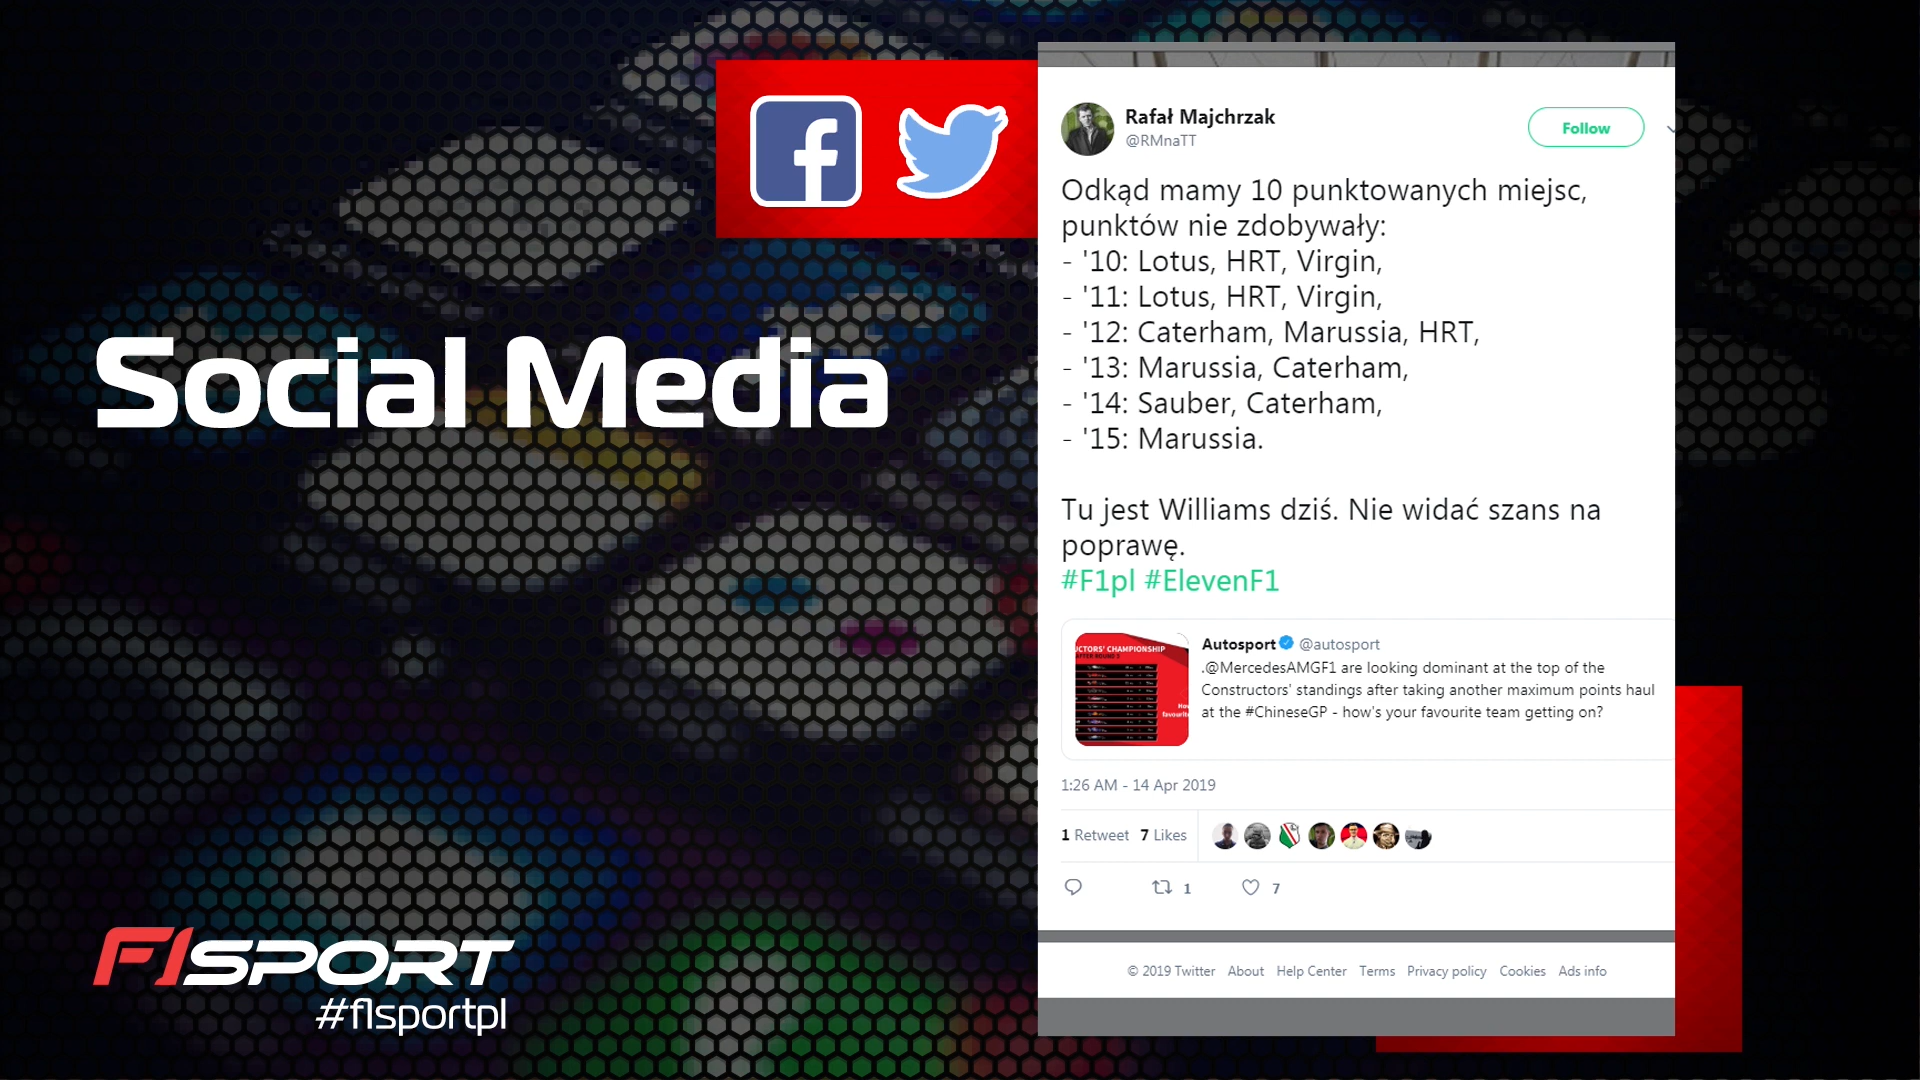 Social Media
F1SPORT
#f1sportpl
Rafał Majchrzak
@RMnaTT
Follow
Odkąd mamy 10 punktowanych miejsc,
punktów nie zdobywały:
- '10: Lotus, HRT, Virgin,
- '11: Lotus, HRT, Virgin,
- '12: Caterham, Marussia, HRT,
- '13: Marussia, Caterham,
- '14: Sauber, Caterham,
- '15: Marussia.
Tu jest Williams dziś. Nie widać szans na
poprawę.
#F1pl #ElevenF1
CTORS' CHAMPIONSHIP
AFTER ROUND 3
Autosport @autosport
.@MercedesAMGF1 are looking dominant at the top of the
Constructors' standings after taking another maximum points haul
at the #ChineseGP - how's your favourite team getting on?
1:26 AM - 14 Apr 2019
1 Retweet 7 Likes
1 7
© 2019 Twitter About Help Center Terms Privacy policy Cookies Ads info